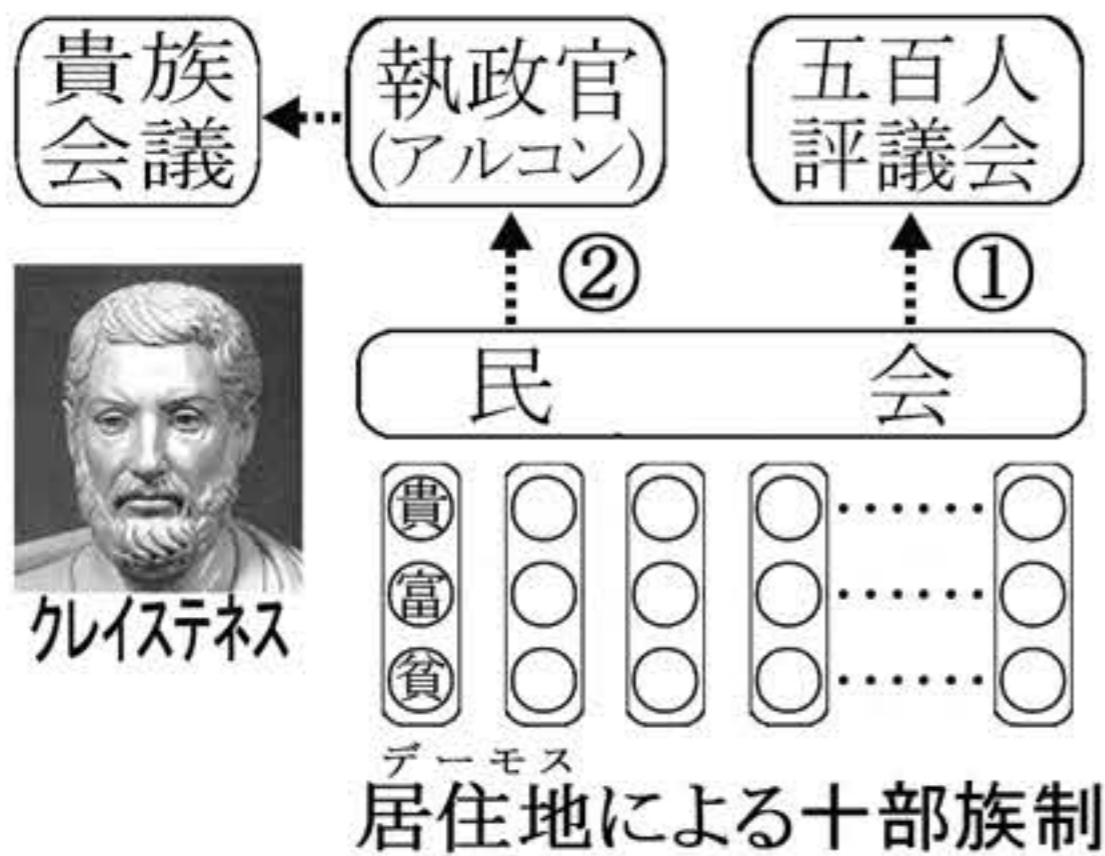 貴族
会議
執政官
(アルコン)
五百人
評議会
②
①
民 会
貴
富
貧
クレイステネス
デーモス
居住地による十部族制